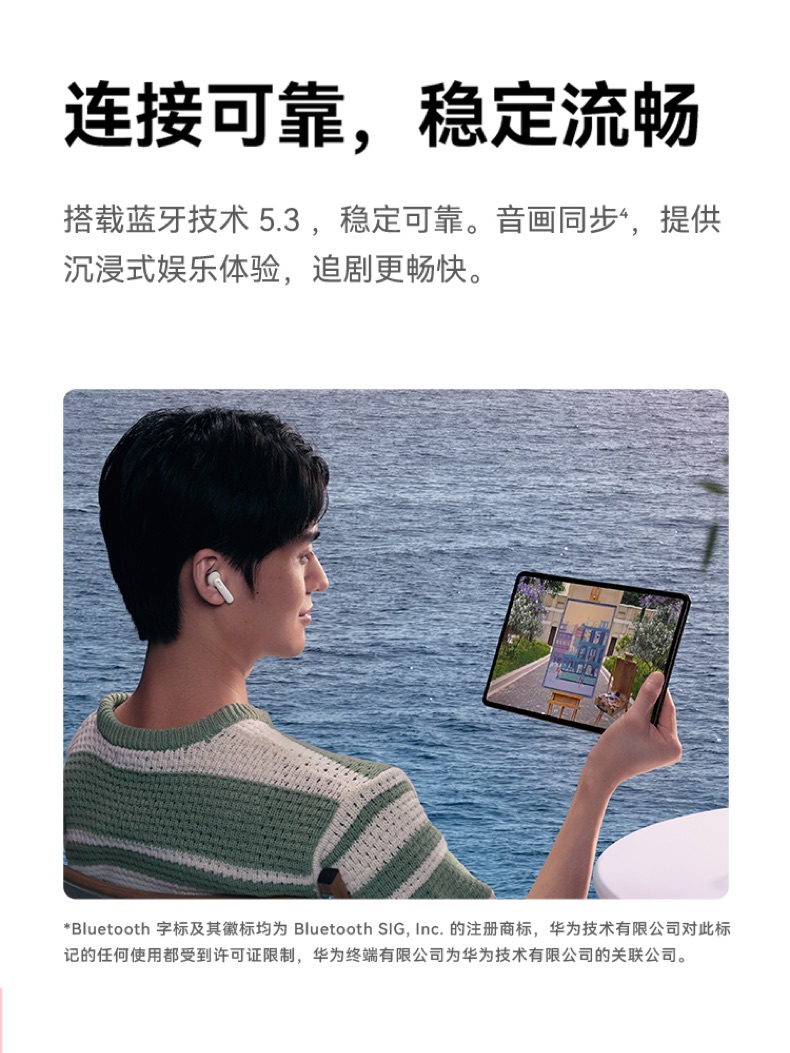 连接可靠，稳定流畅
搭载蓝牙技术 5.3 ，稳定可靠。音画同步⁴，提供
沉浸式娱乐体验，追剧更畅快。
*Bluetooth 字标及其徽标均为 Bluetooth SIG, Inc. 的注册商标，华为技术有限公司对此标
记的任何使用都受到许可证限制，华为终端有限公司为华为技术有限公司的关联公司。